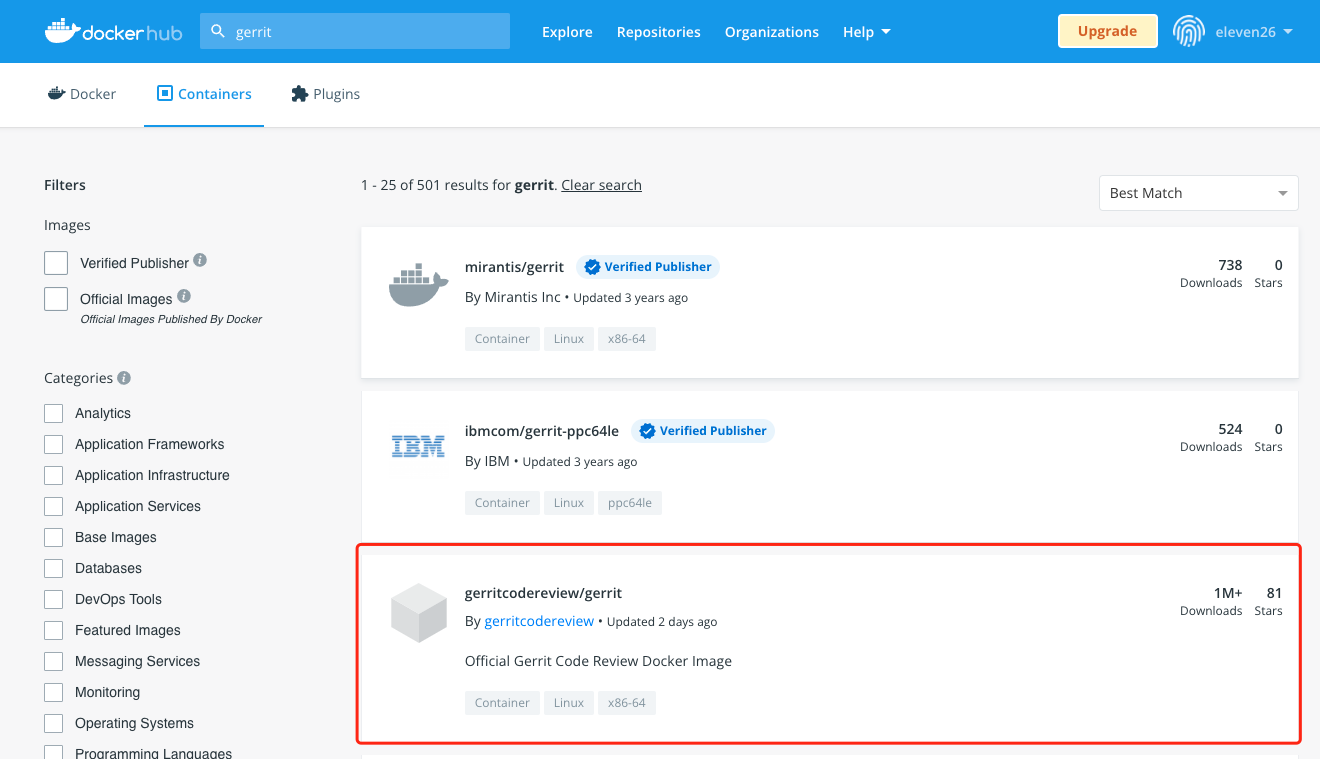 docker hub
gerrit
Explore Repositories Organizations Help
Upgrade
eleven26
Docker
Containers
Plugins
Filters
Images
Verified Publisher
Official Images
Official Images Published By Docker
Categories
Analytics
Application Frameworks
Application Infrastructure
Application Services
Base Images
Databases
DevOps Tools
Featured Images
Messaging Services
Monitoring
Operating Systems
Programming Languages
1 - 25 of 501 results for gerrit. Clear search
Best Match
mirantis/gerrit Verified Publisher
By Mirantis Inc • Updated 3 years ago
Container Linux x86-64
738 0
Downloads Stars
IBM
ibmcom/gerrit-ppc64le Verified Publisher
By IBM • Updated 3 years ago
Container Linux ppc64le
524 0
Downloads Stars
gerritcodereview/gerrit
By gerritcodereview • Updated 2 days ago
Official Gerrit Code Review Docker Image
Container Linux x86-64
1M+ 81
Downloads Stars